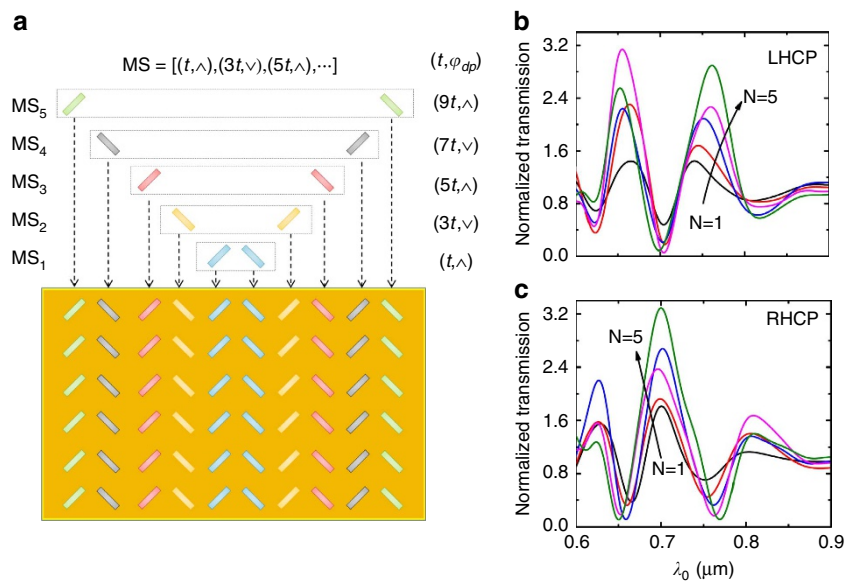 a
MS = [(t,∧),(3t,∨),(5t,∧),···]
(t,φdp)
MS5
(9t,∧)
MS4
(7t,∨)
MS3
(5t,∧)
MS2
(3t,∨)
MS1
(t,∧)
b
Normalized transmission
3.2
2.4
1.6
0.8
0.0
LHCP
N=5
N=1
c
Normalized transmission
3.2
2.4
1.6
0.8
0.0
RHCP
N=5
N=1
0.6 0.7 0.8 0.9
λ0 (μm)